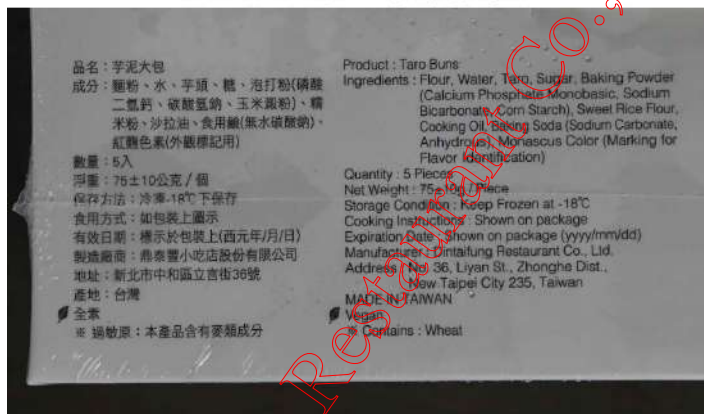 品名：芋泥大包
成分：麵粉、水、芋頭、糖、泡打粉(磷酸
二氫鈣、碳酸氫鈉、玉米澱粉)、糯
米粉、沙拉油、食用鹼(無水碳酸鈉)、
紅麴色素(外觀標記用)
數量：5入
淨重：75±10公克/個
保存方法：冷凍-18℃下保存
食用方式：如包裝上圖示
有效日期：標示於包裝上(西元年/月/日)
製造廠商：鼎泰豐小吃店股份有限公司
地址：新北市中和區立言街36號
產地：台灣
全素
※ 過敏原：本產品含有麥類成分
Product : Taro Buns
Ingredients : Flour, Water, Taro, Sugar, Baking Powder
(Calcium Phosphate Monobasic, Sodium
Bicarbonate, Corn Starch), Sweet Rice Flour,
Cooking Oil, Baking Soda (Sodium Carbonate,
Anhydrous), Monascus Color (Marking for
Flavor Identification)
Quantity : 5 Pieces
Net Weight : 75±10g / Piece
Storage Condition : Keep Frozen at -18℃
Cooking Instructions : Shown on package
Expiration Date : Shown on package (yyyy/mm/dd)
Manufacturer : Dintaifung Restaurant Co., Ltd.
Address : No. 36, Liyan St., Zhonghe Dist.,
New Taipei City 235, Taiwan
MADE IN TAIWAN
Vegan
※ Contains : Wheat
Restaurant Co.,